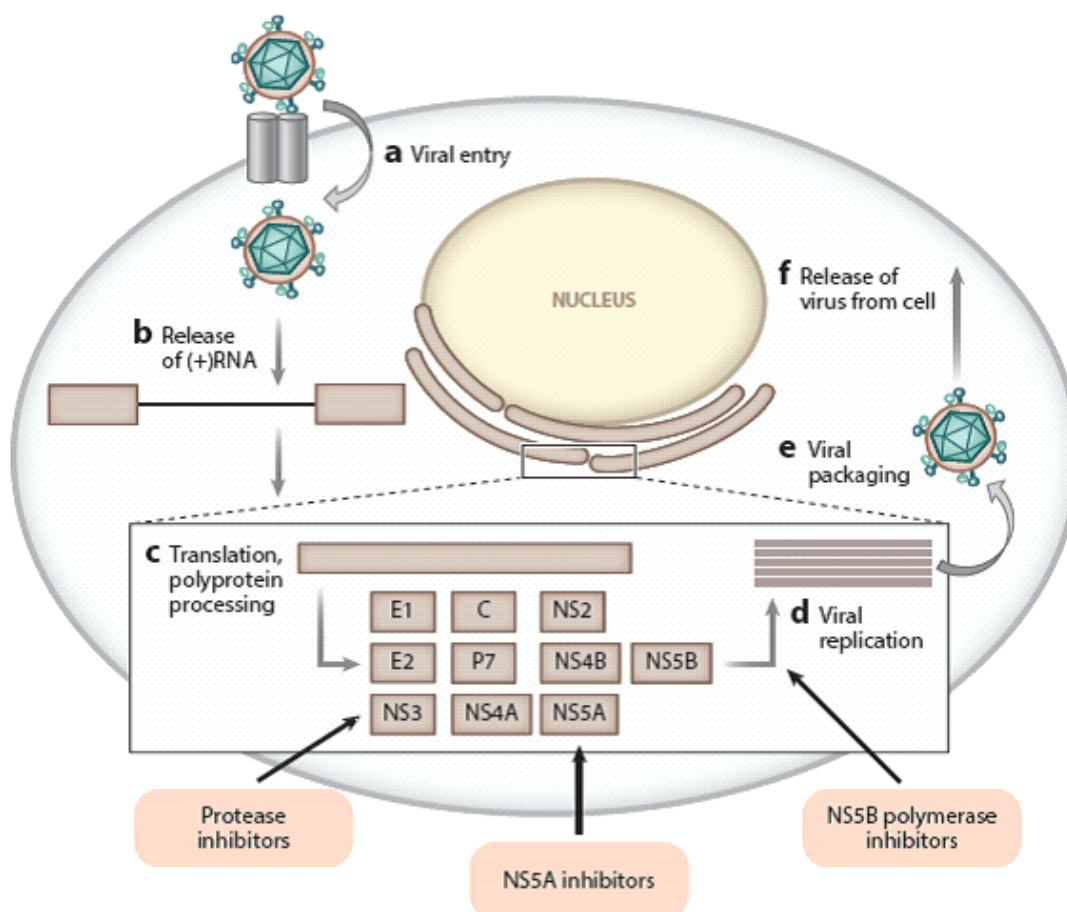 a Viral entry
NUCLEUS
b Release
of (+)RNA
f Release of
virus from cell
e Viral
packaging
c Translation,
polyprotein
processing
E1 C NS2
E2 P7 NS4B NS5B
NS3 NS4A NS5A
d Viral
replication
Protease
inhibitors
NS5A inhibitors
NS5B polymerase
inhibitors